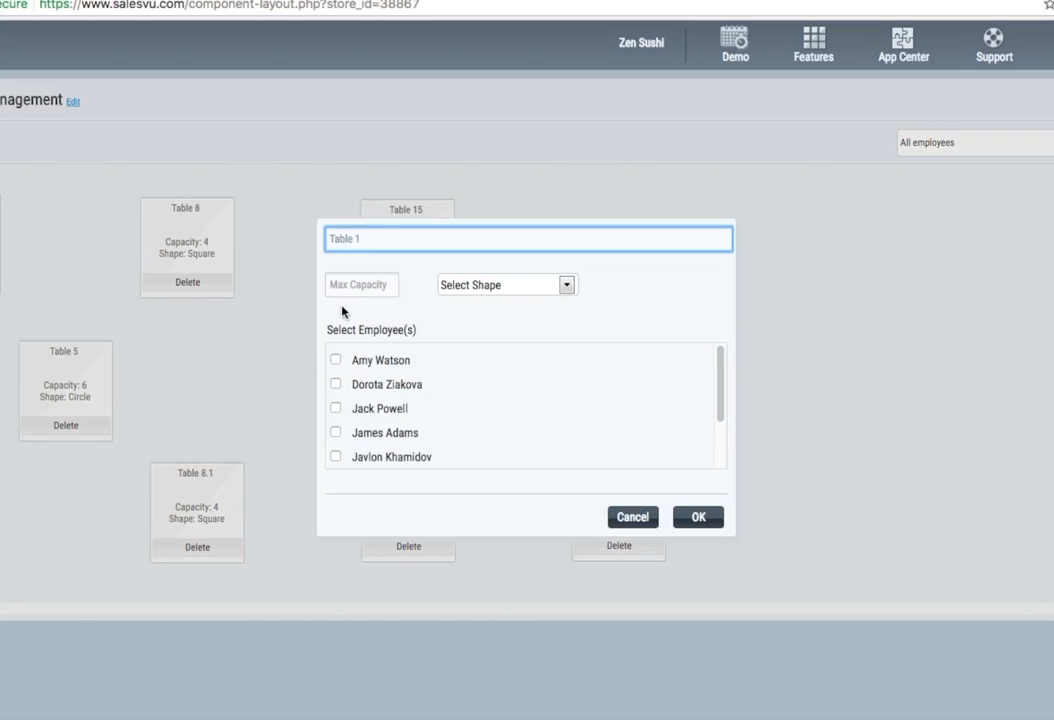 ecure https://www.salesvu.com/component-layout.php?store_id=38867
Zen Sushi
Demo
Features
App Center
Support
nagement Edit
All employees
Table 8
Capacity: 4
Shape: Square
Delete
Table 15
Table 1
Max Capacity
Select Shape
Select Employee(s)
Amy Watson
Dorota Ziakova
Jack Powell
James Adams
Javlon Khamidov
Cancel
OK
Table 5
Capacity: 6
Shape: Circle
Delete
Table 8.1
Capacity: 4
Shape: Square
Delete
Delete
Delete